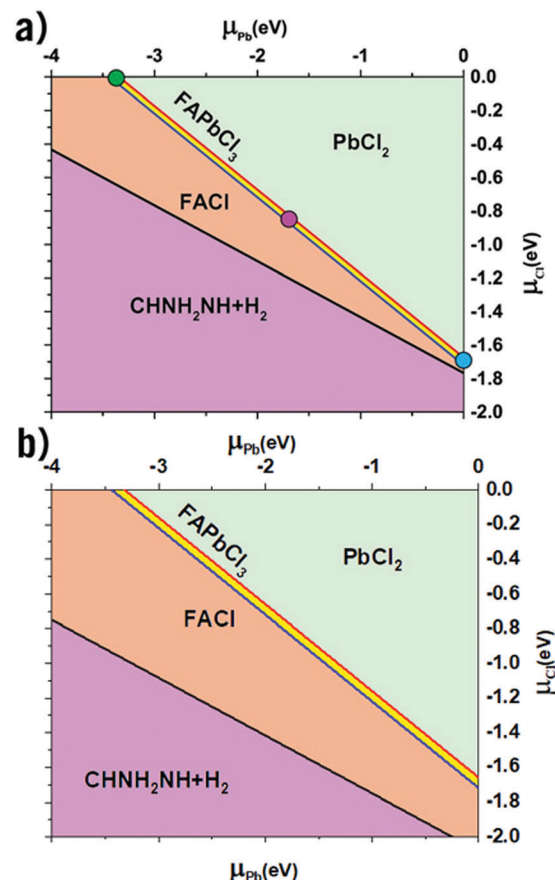 a)
μPb(eV)
-4 -3 -2 -1 0
0.0
-0.2
-0.4
-0.6
-0.8
-1.0
-1.2
-1.4
-1.6
-1.8
-2.0
μCl(eV)
FAPbCl3
PbCl2
FACl
CHNH2NH+H2
b)
μPb(eV)
-4 -3 -2 -1 0
0.0
-0.2
-0.4
-0.6
-0.8
-1.0
-1.2
-1.4
-1.6
-1.8
-2.0
μCl(eV)
FAPbCl3
PbCl2
FACl
CHNH2NH+H2
μPb(eV)